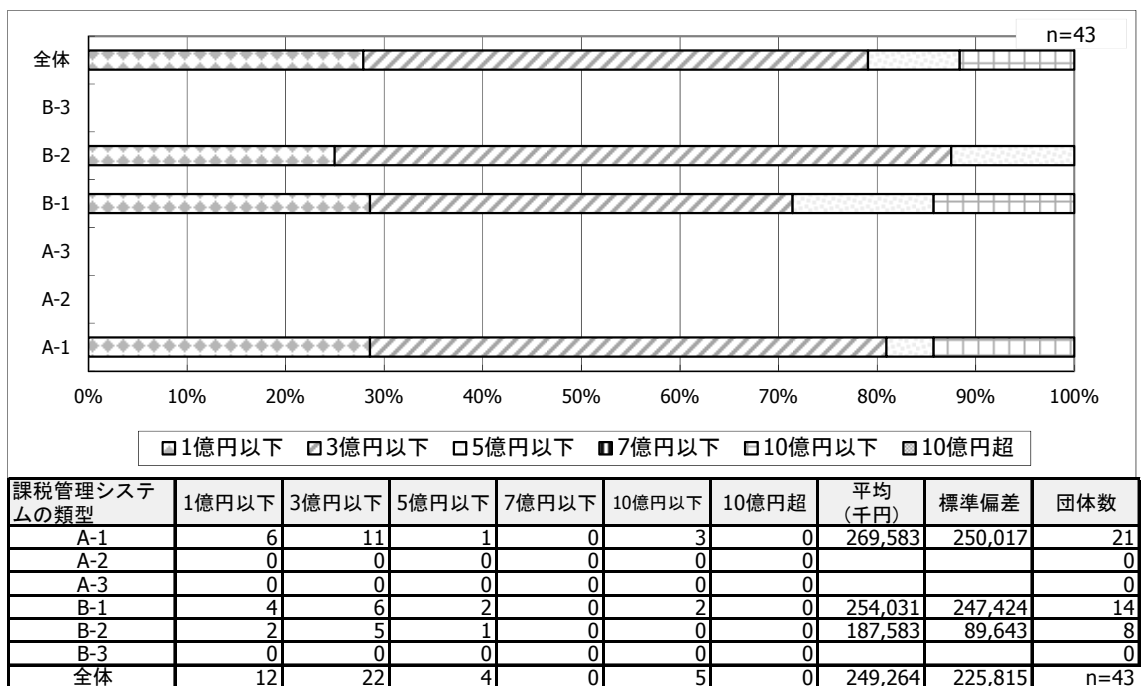 n=43
全体
B-3
B-2
B-1
A-3
A-2
A-1
0% 10% 20% 30% 40% 50% 60% 70% 80% 90% 100%
1億円以下 3億円以下 5億円以下 7億円以下 10億円以下 10億円超
課税管理システムの類型 1億円以下 3億円以下 5億円以下 7億円以下 10億円以下 10億円超 平均(千円) 標準偏差 団体数
A-1 6 11 1 0 3 0 269,583 250,017 21
A-2 0 0 0 0 0 0 0
A-3 0 0 0 0 0 0 0
B-1 4 6 2 0 2 0 254,031 247,424 14
B-2 2 5 1 0 0 0 187,583 89,643 8
B-3 0 0 0 0 0 0 0
全体 12 22 4 0 5 0 249,264 225,815 n=43